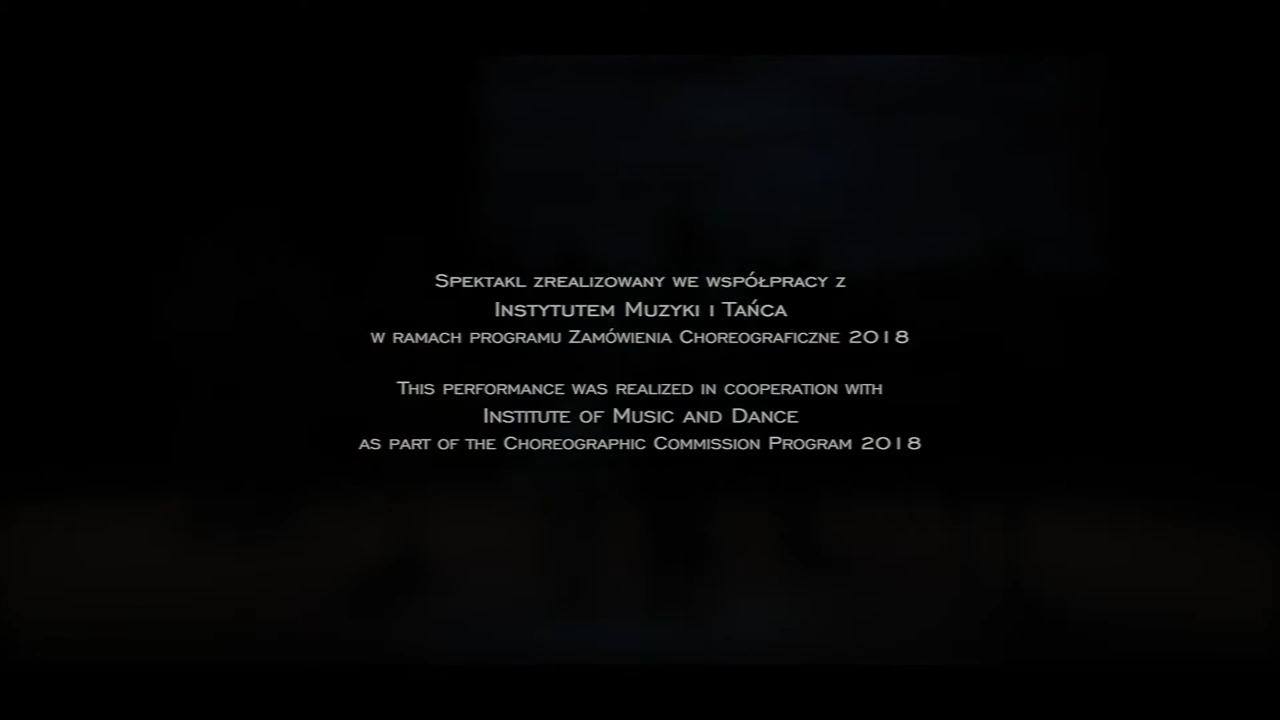 Spektakl zrealizowany we współpracy z
Instytutem Muzyki i Tańca
w ramach programu Zamówienia Choreograficzne 2018
This performance was realized in cooperation with
Institute of Music and Dance
as part of the Choreographic Commission Program 2018